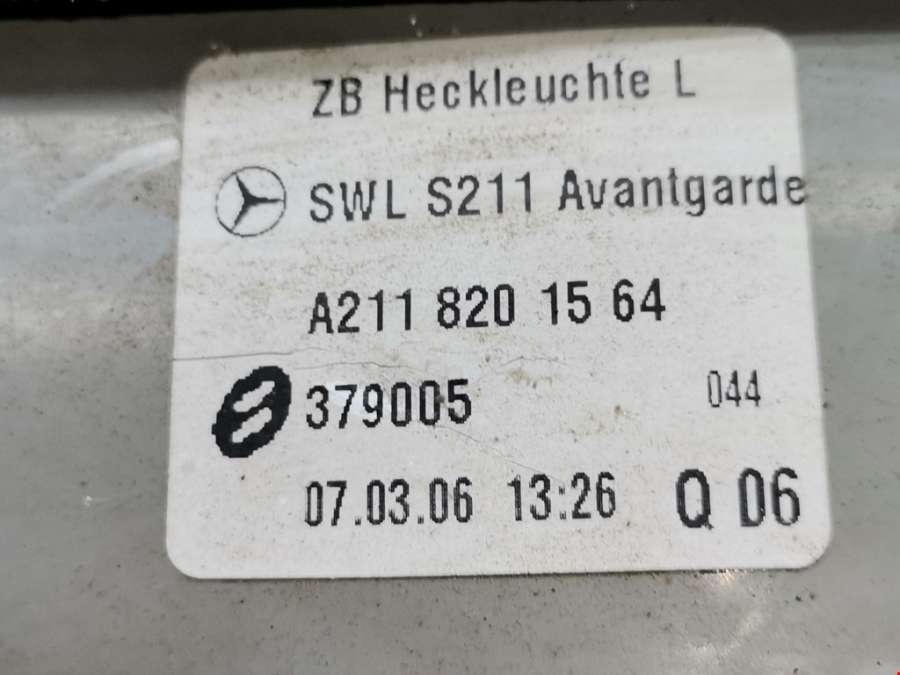 ZB Heckleuchte L
SWL S211 Avantgarde
A211 820 15 64
379005 044
07.03.06 13:26 Q 06